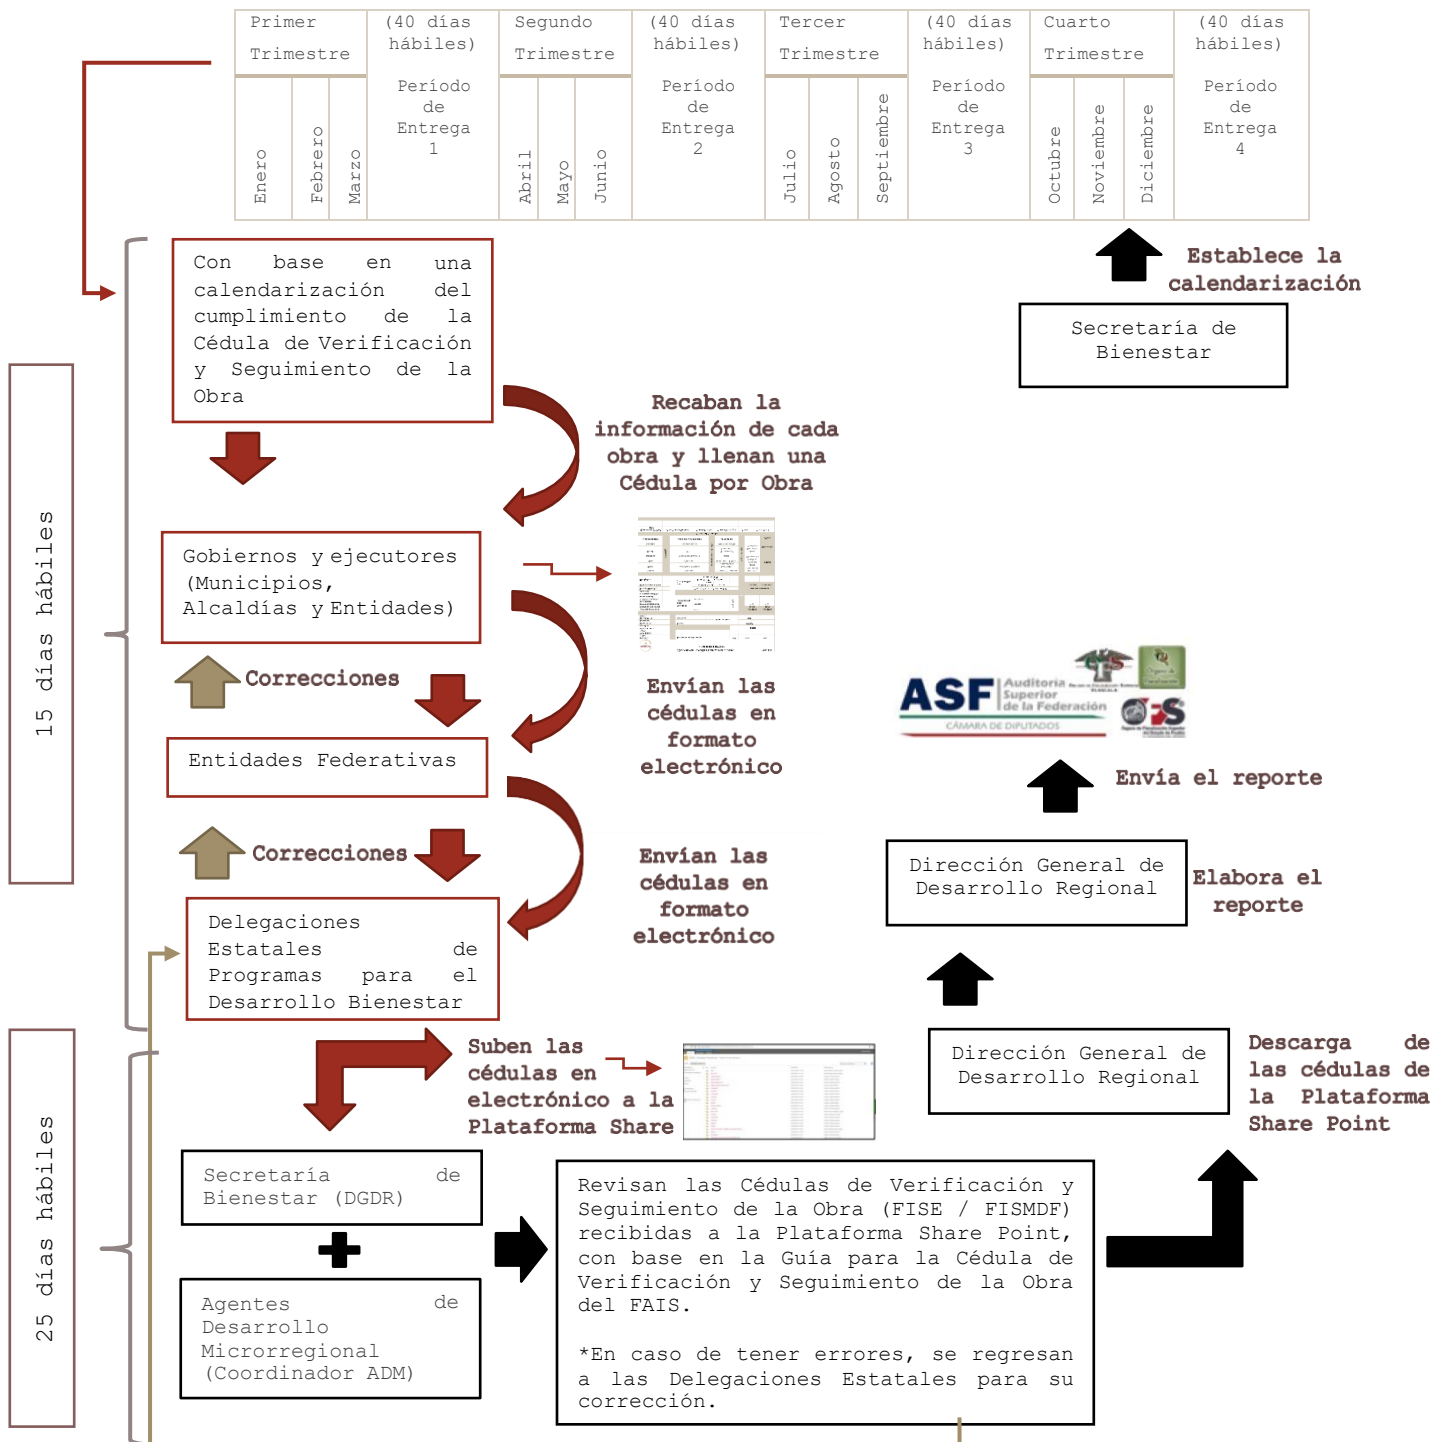 Primer
Trimestre
(40 días
hábiles)
Período
de
Entrega
1
Segundo
Trimestre
(40 días
hábiles)
Período
de
Entrega
2
Tercer
Trimestre
(40 días
hábiles)
Período
de
Entrega
3
Cuarto
Trimestre
(40 días
hábiles)
Período
de
Entrega
4
Enero
Febrero
Marzo
Abril
Mayo
Junio
Julio
Agosto
Septiembre
Octubre
Noviembre
Diciembre
Establece la
calendarización
Secretaría de
Bienestar
15 días hábiles
Con base en una
calendarización del
cumplimiento de la
Cédula de Verificación
y Seguimiento de la
Obra
Recaban la
información de cada
obra y llenan una
Cédula por Obra
Gobiernos y ejecutores
(Municipios,
Alcaldías y Entidades)
Correcciones
Envían las
cédulas en
formato
electrónico
Entidades Federativas
Correcciones
Envían las
cédulas en
formato
electrónico
Delegaciones
Estatales de
Programas para el
Desarrollo Bienestar
ASF
Auditoría
Superior
de la Federación
CÁMARA DE DIPUTADOS
OFS
Envía el reporte
Dirección General de
Desarrollo Regional
Elabora el
reporte
Dirección General de
Desarrollo Regional
Descarga de
las cédulas de
la Plataforma
Share Point
25 días hábiles
Suben las
cédulas en
electrónico a la
Plataforma Share
Secretaría de
Bienestar (DGDR)
Agentes de
Desarrollo
Microrregional
(Coordinador ADM)
Revisan las Cédulas de Verificación y
Seguimiento de la Obra (FISE / FISMDF)
recibidas a la Plataforma Share Point,
con base en la Guía para la Cédula de
Verificación y Seguimiento de la Obra
del FAIS.
*En caso de tener errores, se regresan
a las Delegaciones Estatales para su
corrección.